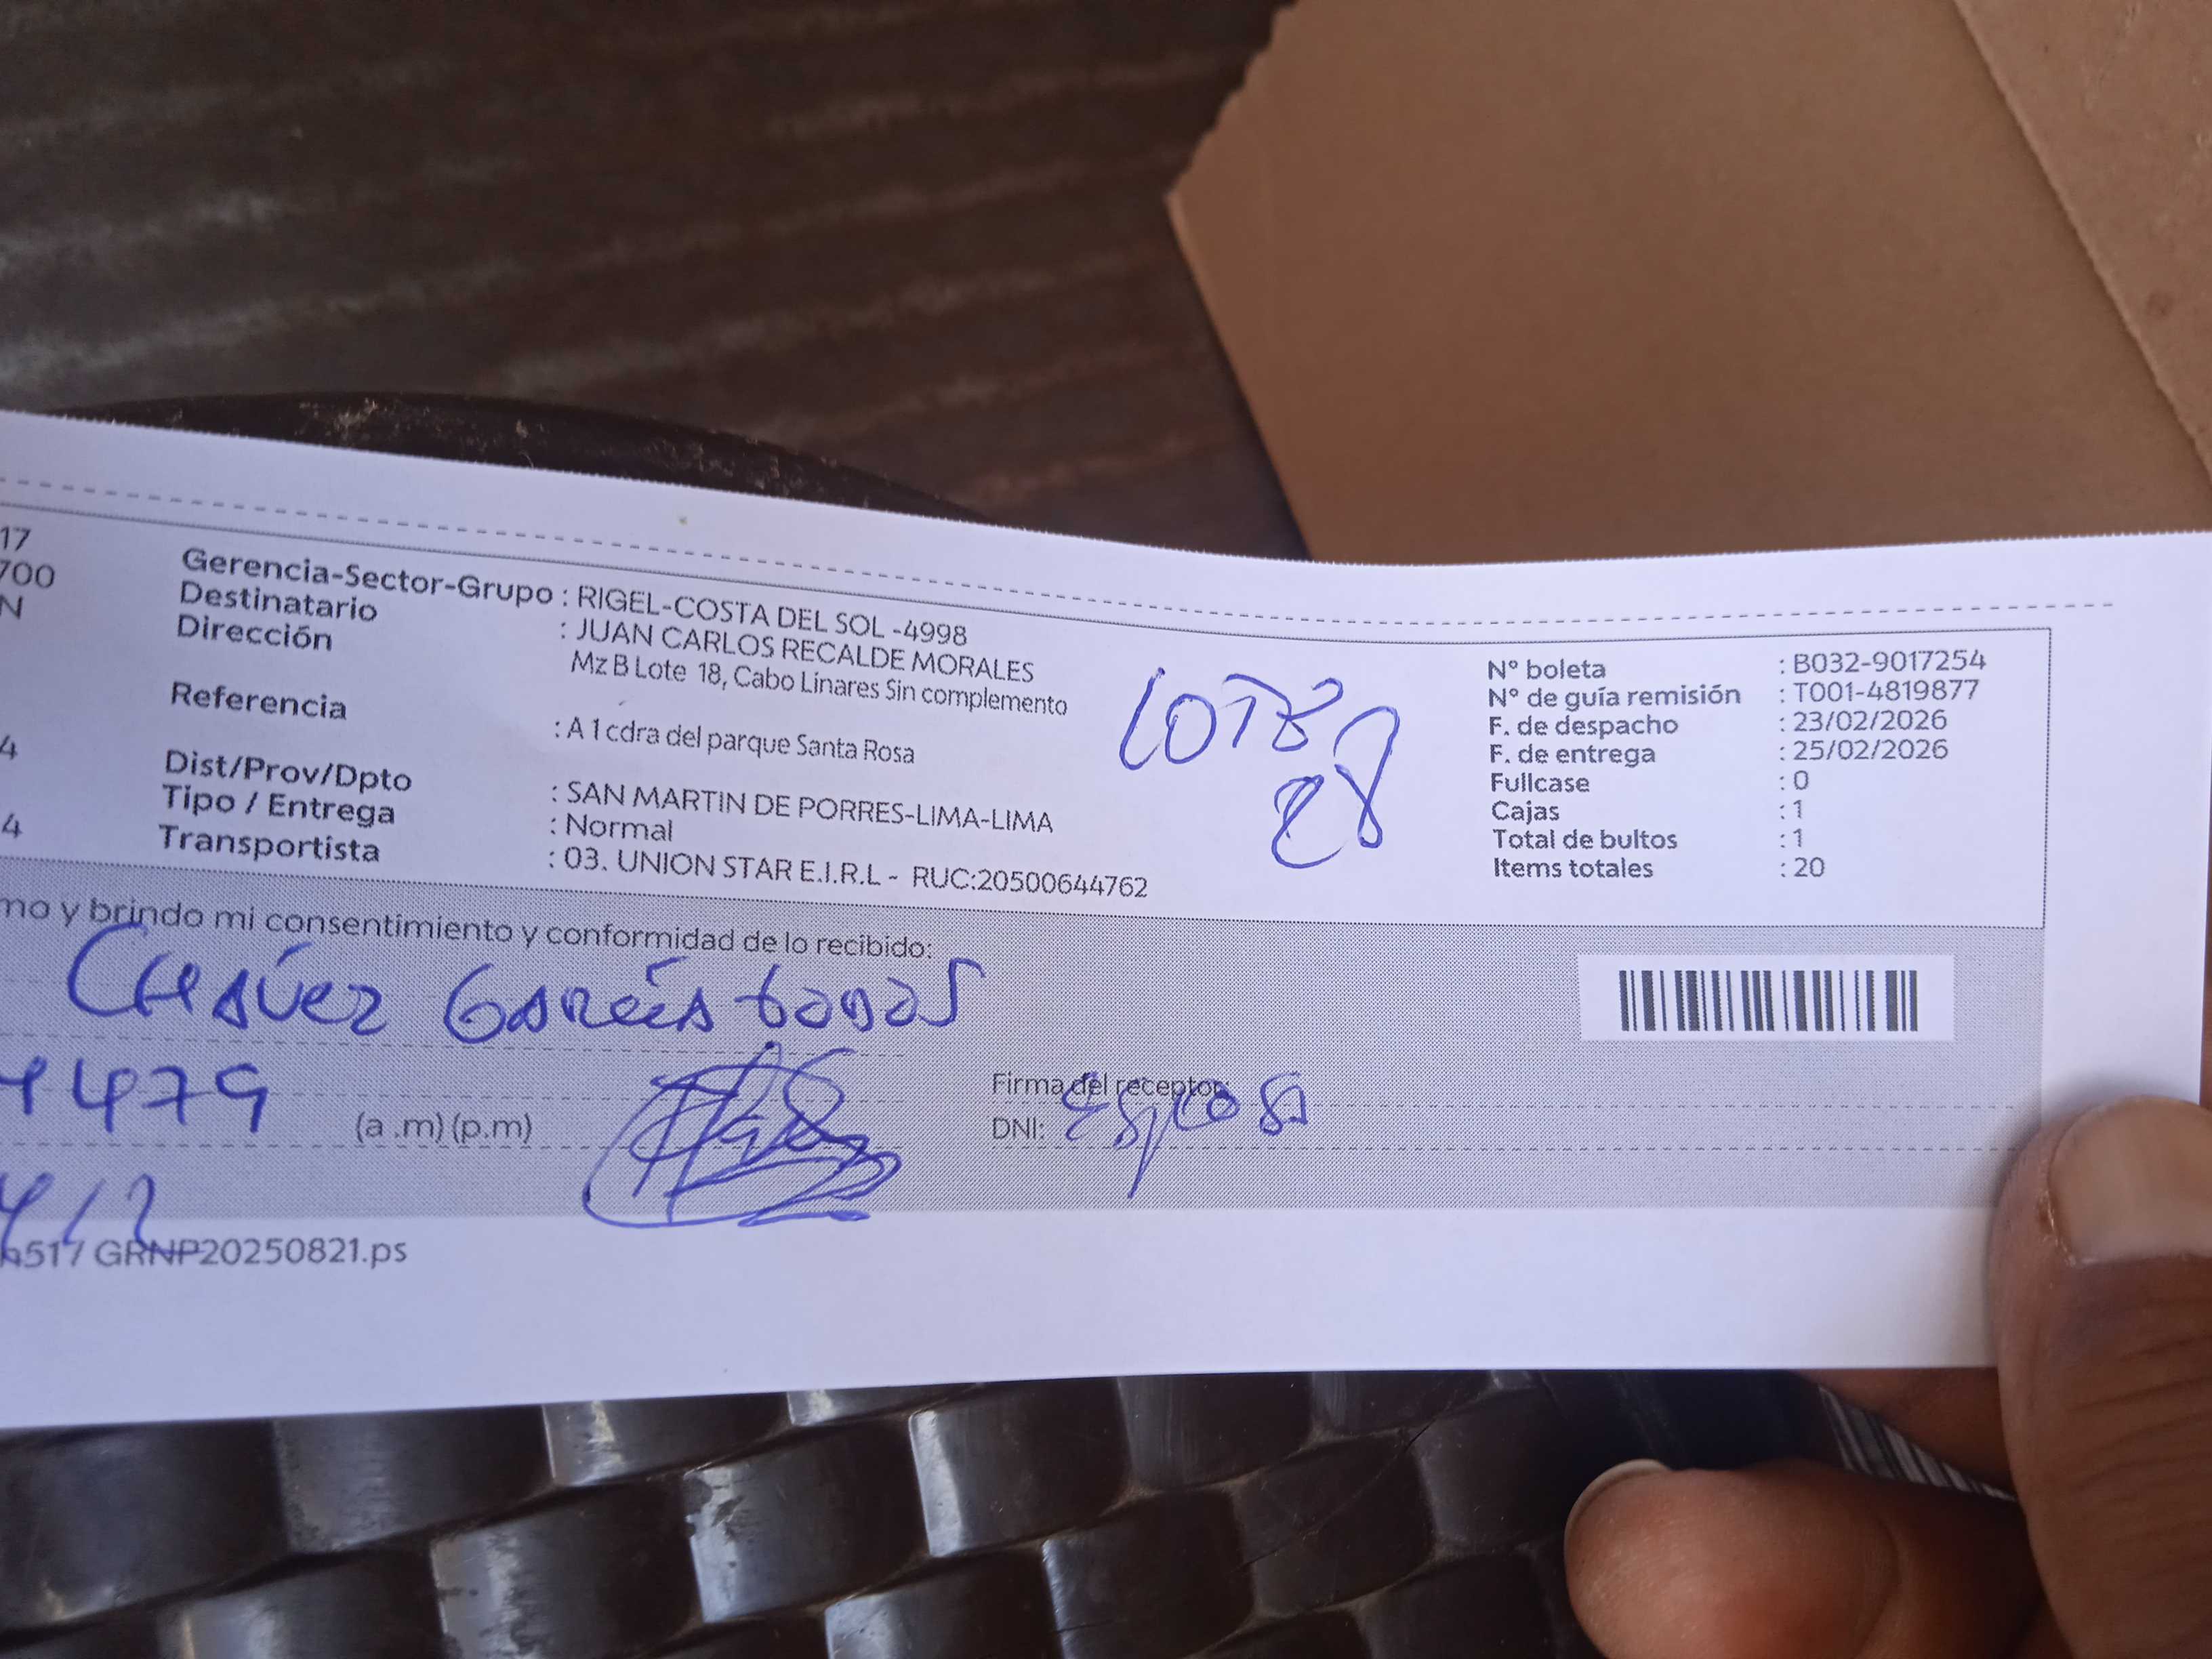 17
700
N
Gerencia-Sector-Grupo : RIGEL-COSTA DEL SOL -4998
Destinatario : JUAN CARLOS RECALDE MORALES
Dirección Mz B Lote 18, Cabo Linares Sin complemento
Referencia : A 1 cdra del parque Santa Rosa
4
Dist/Prov/Dpto : SAN MARTIN DE PORRES-LIMA-LIMA
Tipo / Entrega : Normal
4
Transportista : 03. UNION STAR E.I.R.L - RUC:20500644762
LOTE
28
N° boleta : B032-9017254
N° de guía remisión : T001-4819877
F. de despacho : 23/02/2026
F. de entrega : 25/02/2026
Fullcase : 0
Cajas : 1
Total de bultos : 1
Items totales : 20
mo y brindo mi consentimiento y conformidad de lo recibido:
CHAVEZ
1479
(a .m) (p.m)
Firma del receptor:
DNI: Esposa
517 GRNP20250821.ps